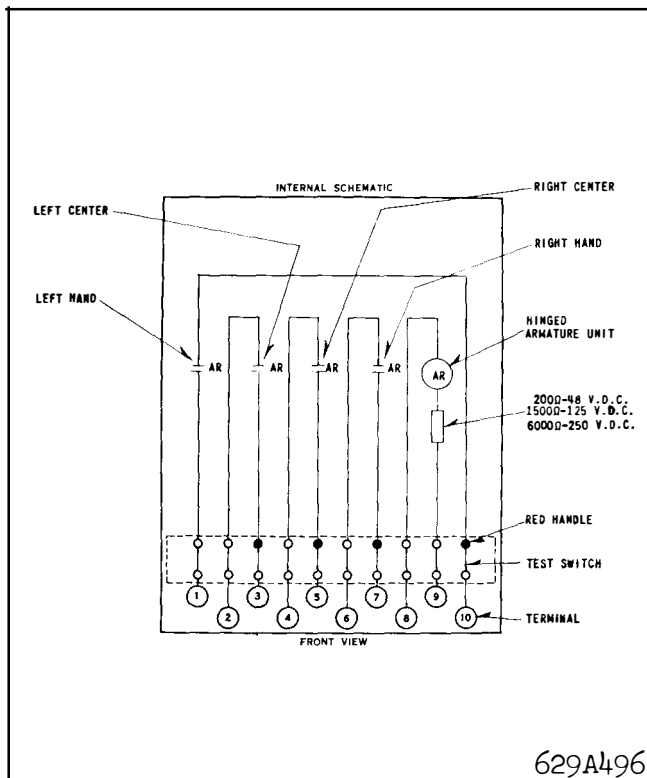 INTERNAL SCHEMATIC
RIGHT CENTER
LEFT CENTER
RIGHT HAND
LEFT HAND
HINGED
ARMATURE UNIT
AR
AR
AR
AR
AR
200Ω-48 V.D.C.
1500Ω-125 V.D.C.
6000Ω-250 V.D.C.
RED HANDLE
TEST SWITCH
1
3
5
7
9
2
4
6
8
10
TERMINAL
FRONT VIEW
629A496